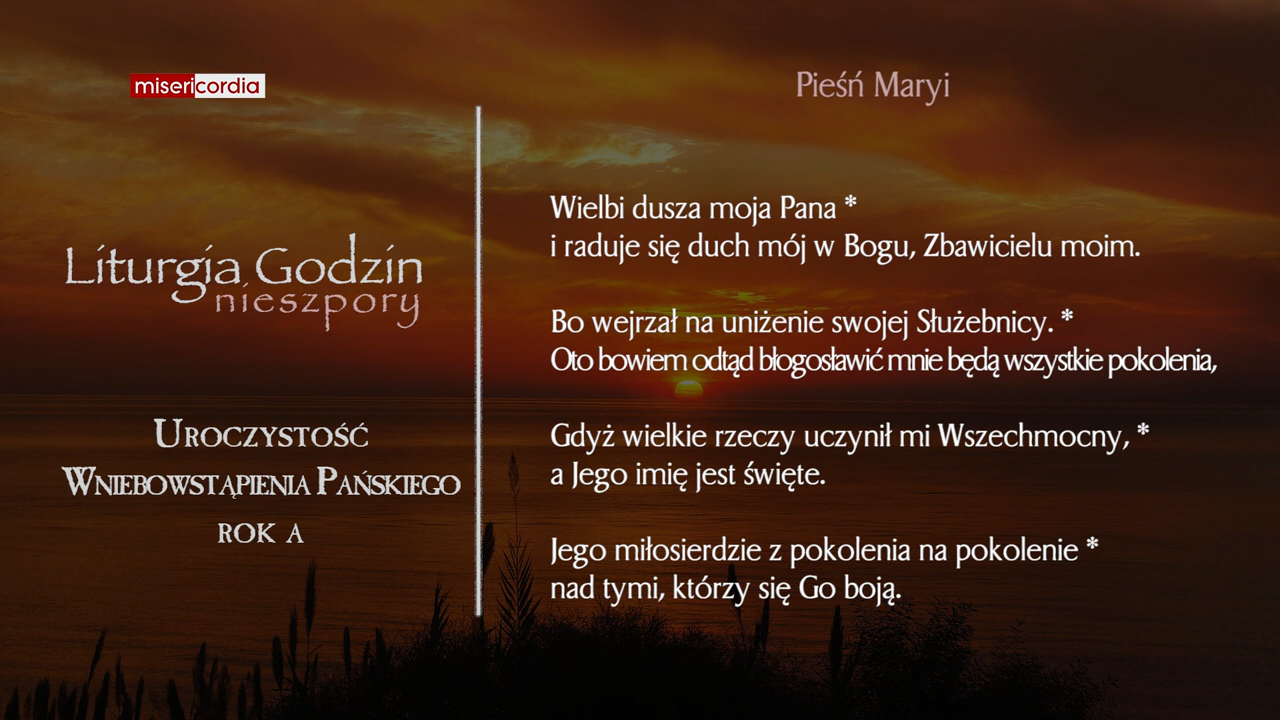 misericordia
Liturgia Godzin
nieszpory
Uroczystość
Wniebowstąpienia Pańskiego
rok a
Pieśń Maryi
Wielbi dusza moja Pana *
i raduje się duch mój w Bogu, Zbawicielu moim.
Bo wejrzał na uniżenie swojej Służebnicy. *
Oto bowiem odtąd błogosławić mnie będą wszystkie pokolenia,
Gdyż wielkie rzeczy uczynił mi Wszechmocny, *
a Jego imię jest święte.
Jego miłosierdzie z pokolenia na pokolenie *
nad tymi, którzy się Go boją.